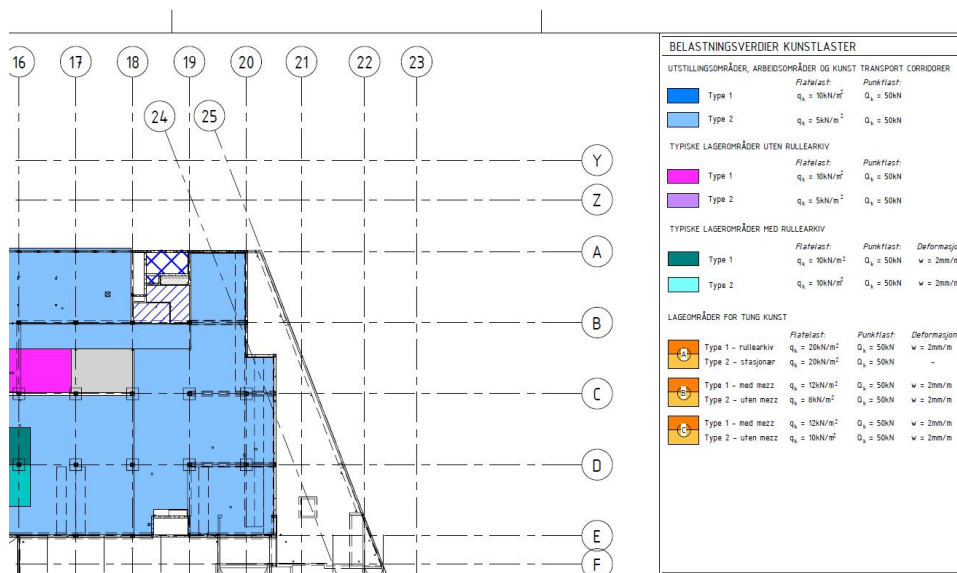 16 17 18 19 20 21 22 23
24 25
Y
Z
A
B
C
D
E
F
BELASTNINGSVERDIER KUNSTLASTER
UTSTILLINGSOMRÅDER, ARBEIDSOMRÅDER OG KUNST TRANSPORT CORRIDORER
Flatelast: Punktlast:
Type 1 qk = 10kN/m² Qk = 50kN
Type 2 qk = 5kN/m² Qk = 50kN
TYPISKE LAGEROMRÅDER UTEN RULLEARKIV
Flatelast: Punktlast:
Type 1 qk = 10kN/m² Qk = 50kN
Type 2 qk = 5kN/m² Qk = 50kN
TYPISKE LAGEROMRÅDER MED RULLEARKIV
Flatelast: Punktlast: Deformasjo
Type 1 qk = 10kN/m² Qk = 50kN w = 2mm/m
Type 2 qk = 10kN/m² Qk = 50kN w = 2mm/m
LAGEOMRÅDER FOR TUNG KUNST
Flatelast: Punktlast: Deformasjon
A Type 1 - rullearkiv qk = 20kN/m² Qk = 50kN w = 2mm/m
Type 2 - stasjonær qk = 20kN/m² Qk = 50kN -
B Type 1 - med mezz qk = 12kN/m² Qk = 50kN w = 2mm/m
Type 2 - uten mezz qk = 8kN/m² Qk = 50kN w = 2mm/m
C Type 1 - med mezz qk = 12kN/m² Qk = 50kN w = 2mm/m
Type 2 - uten mezz qk = 10kN/m² Qk = 50kN w = 2mm/m